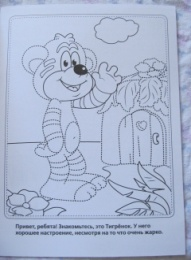 Привет, ребята! Знакомьтесь, это Тигрёнок. У него
хорошее настроение, несмотря на то что очень жарко.